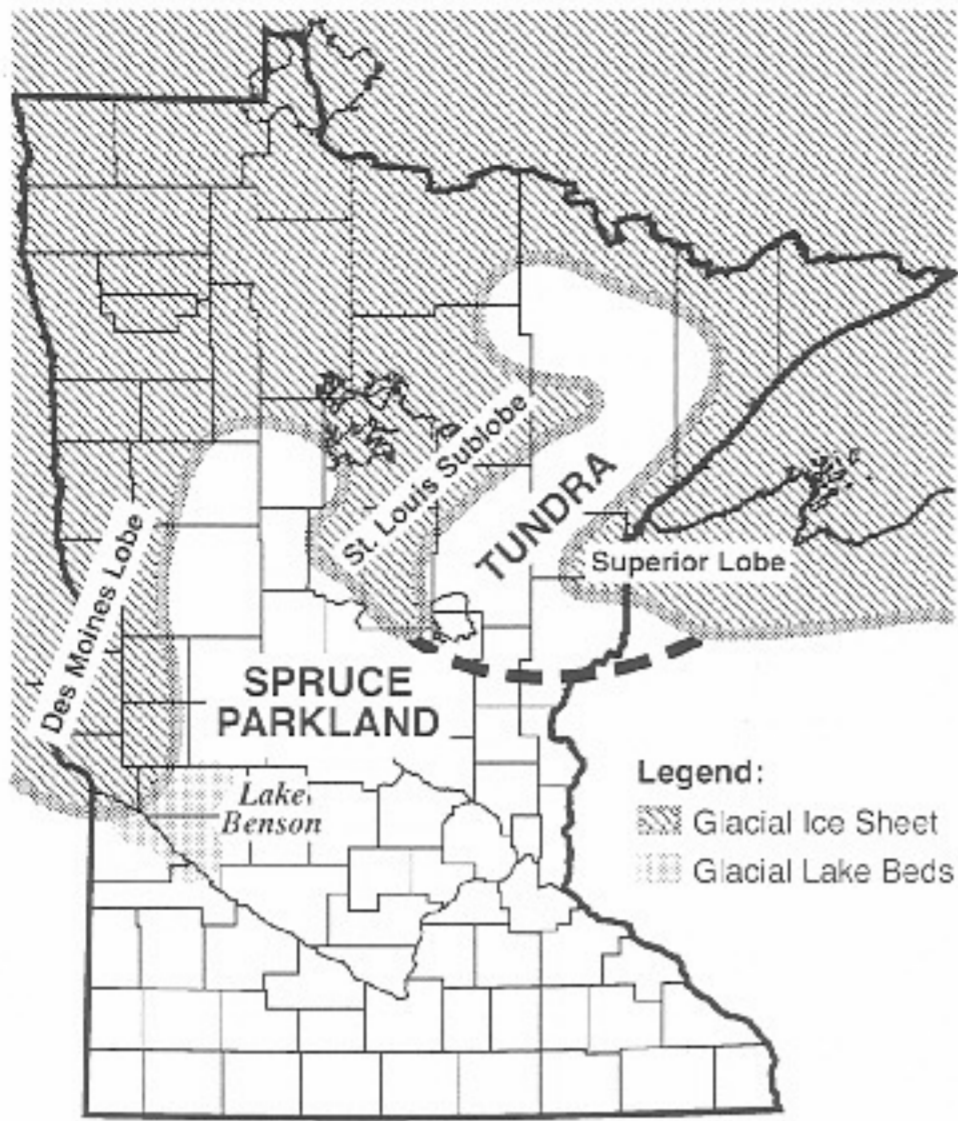 St. Louis Sublobe
TUNDRA
Superior Lobe
Des Moines Lobe
SPRUCE
PARKLAND
Lake
Benson
Legend:
Glacial Ice Sheet
Glacial Lake Beds